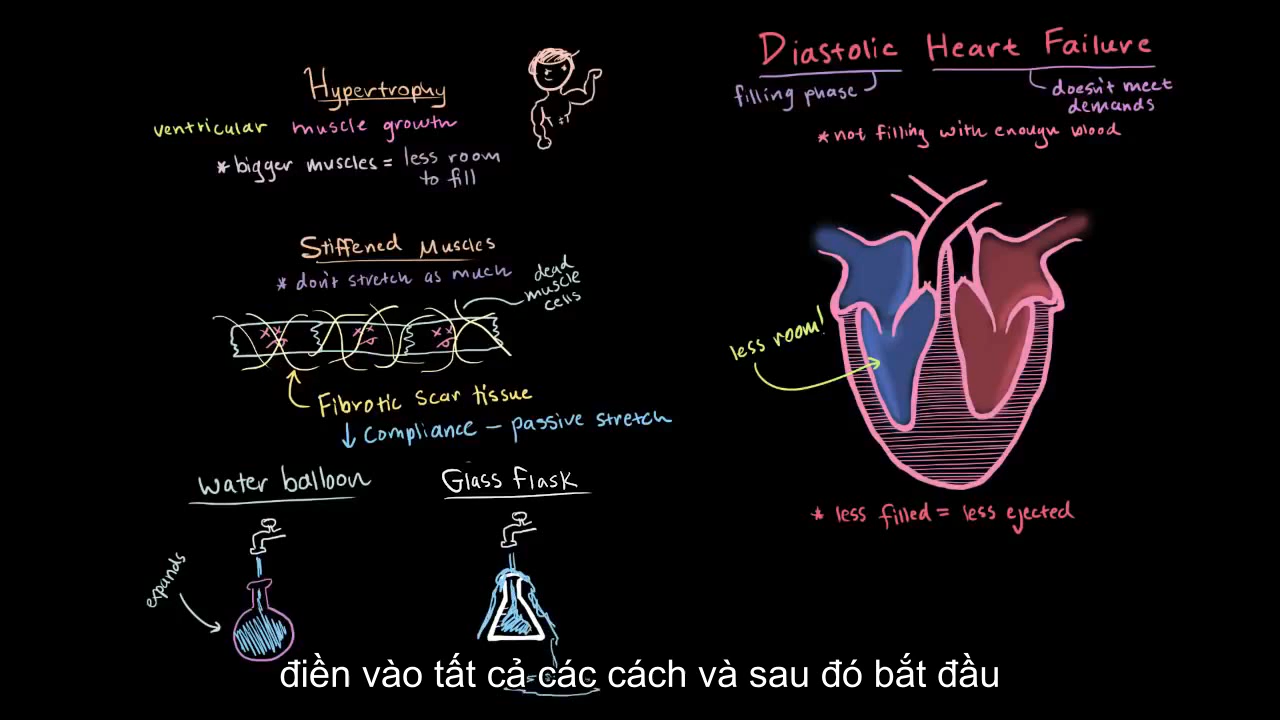 Hypertrophy
ventricular muscle growth
* bigger muscles = less room
to fill
Stiffened Muscles
* don't stretch as much
dead
muscle
cells
Fibrotic scar tissue
↓ Compliance – passive stretch
water balloon
expands
Glass flask
Diastolic Heart Failure
filling phase
doesn't meet
demands
* not filling with enough blood
less room!
* less filled = less ejected
điền vào tất cả các cách và sau đó bắt đầu